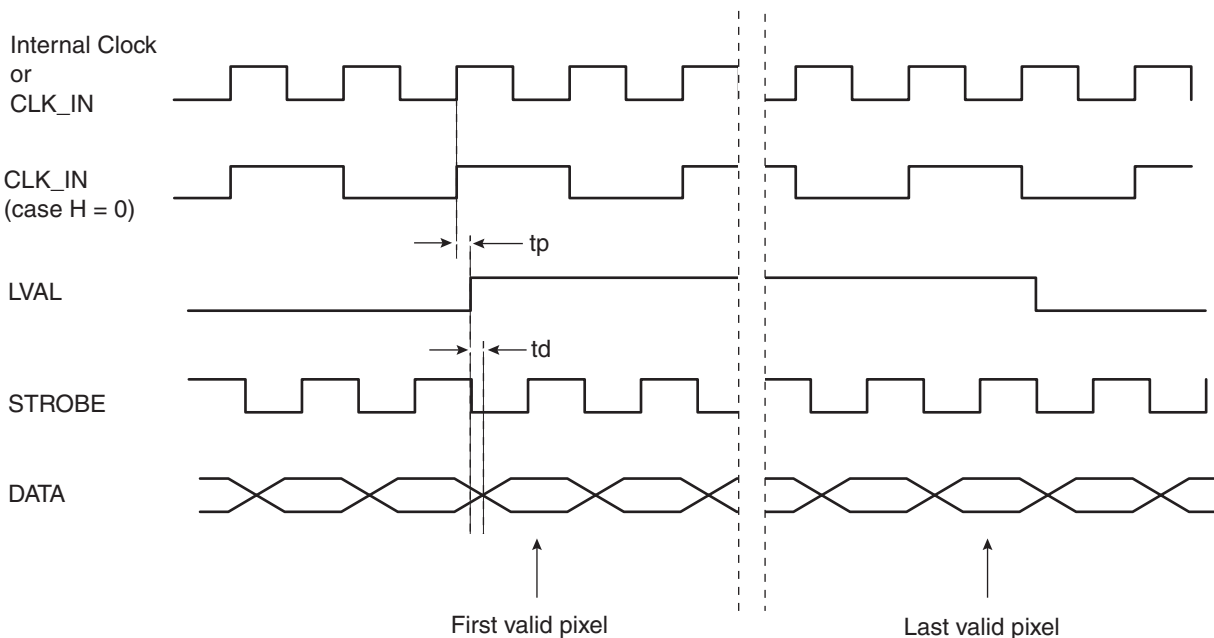 Internal Clock
or
CLK_IN
CLK_IN
(case H = 0)
tp
LVAL
td
STROBE
DATA
First valid pixel
Last valid pixel